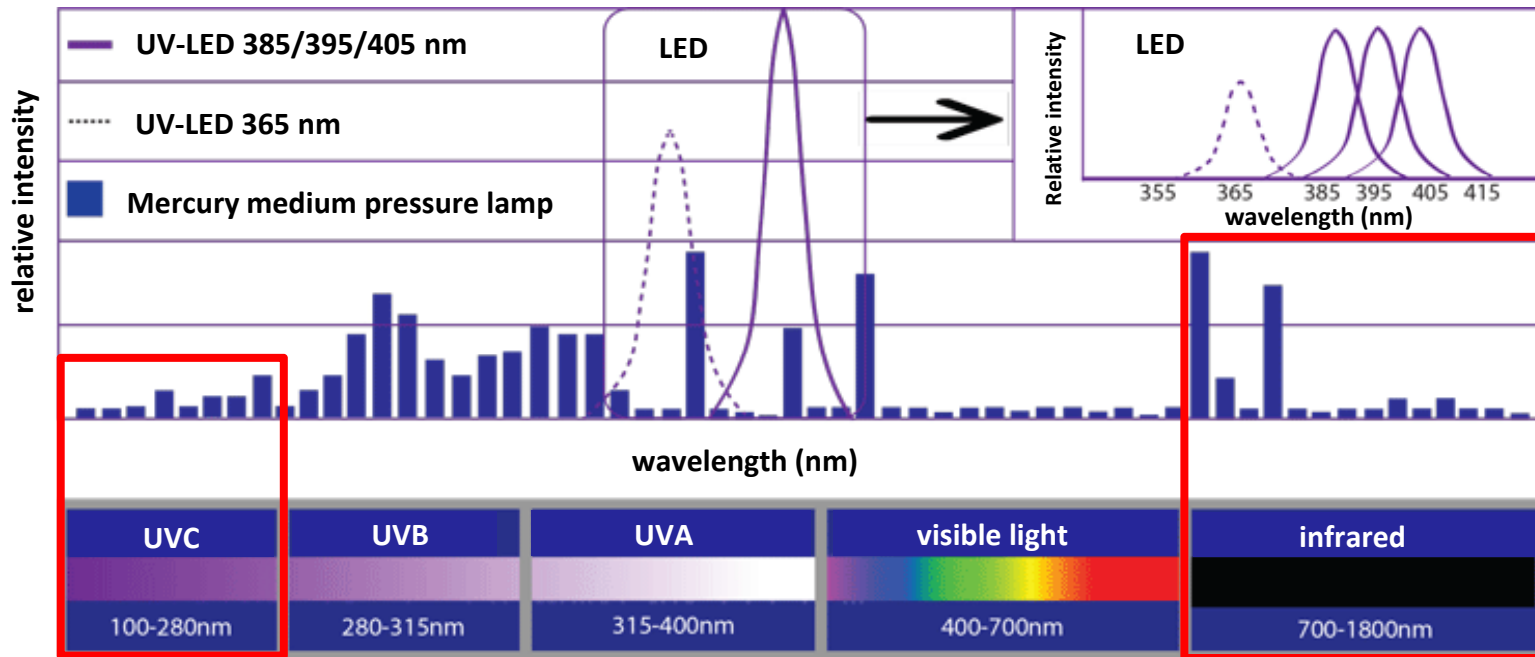 UV-LED 385/395/405 nm
UV-LED 365 nm
Mercury medium pressure lamp
relative intensity
LED
LED
Relative intensity
355 365 385 395 405 415
wavelength (nm)
wavelength (nm)
UVC UVB UVA visible light infrared
100-280nm 280-315nm 315-400nm 400-700nm 700-1800nm